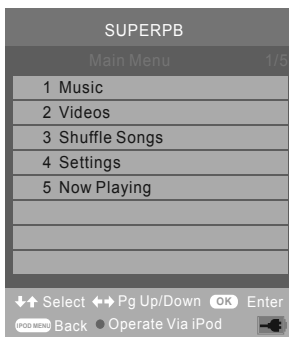 SUPERPB
Main Menu 1/5
1 Music
2 Videos
3 Shuffle Songs
4 Settings
5 Now Playing
Select Pg Up/Down OK Enter
IPOD MENU Back Operate Via iPod